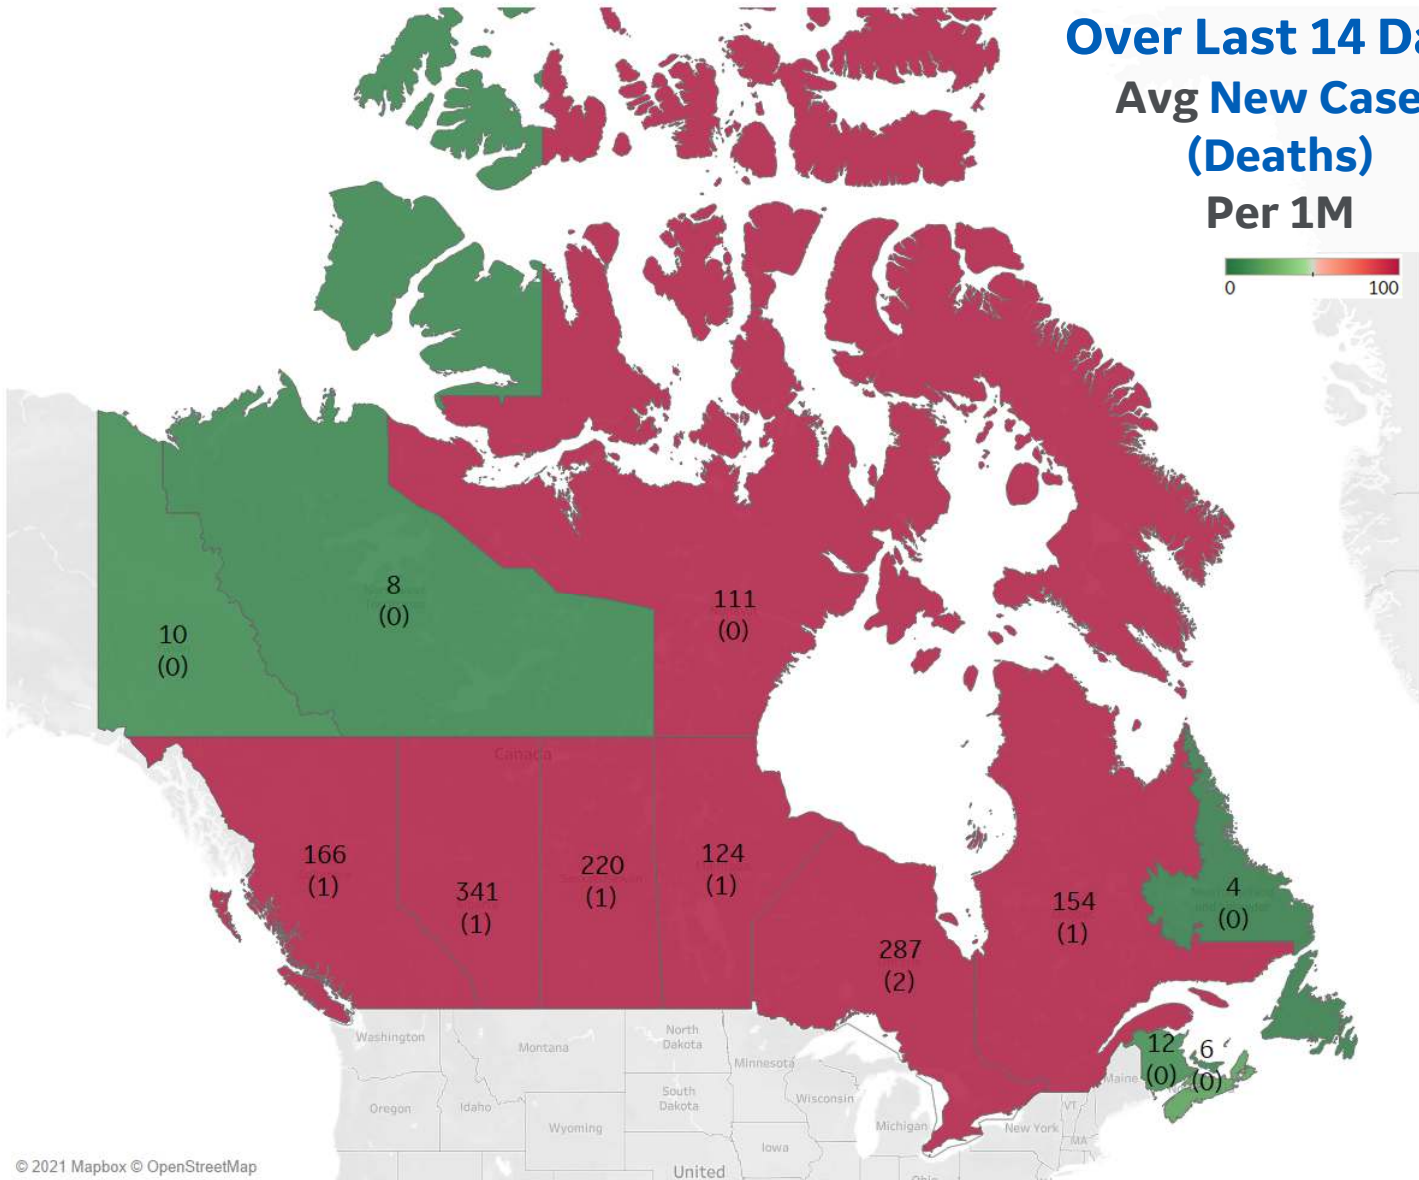 Over Last 14 Da
Avg New Case
(Deaths)
Per 1M
0 100
8
(0)
10
(0)
111
(0)
Canada
166
(1)
341
(1)
220
(1)
124
(1)
287
(2)
154
(1)
4
(0)
12
(0)
6
(0)
Washington
Montana
North
Dakota
Minnesota
Maine
Oregon
Idaho
South
Dakota
Wisconsin
Wyoming
Michigan
New York
VT
MA
Iowa
United
© 2021 Mapbox © OpenStreetMap